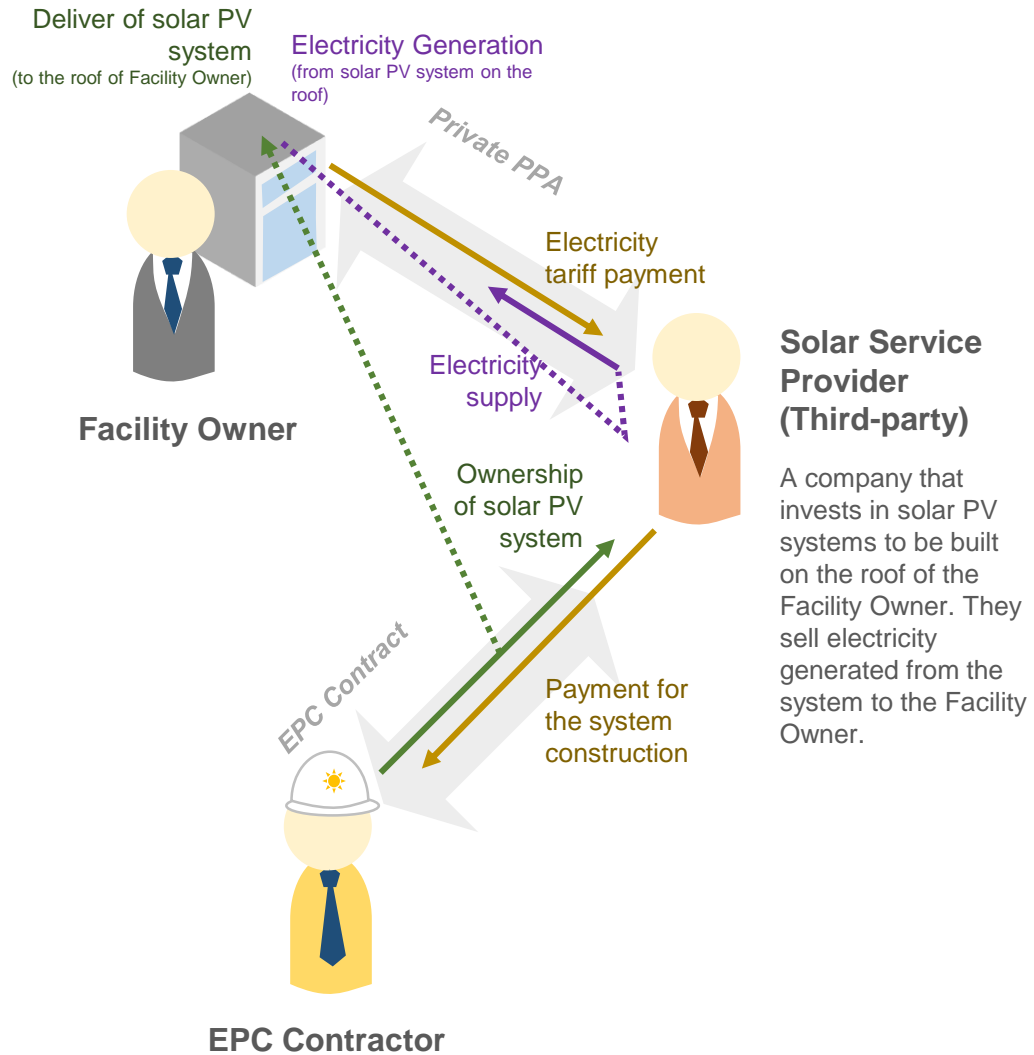 Deliver of solar PV
system
(to the roof of Facility Owner)
Electricity Generation
(from solar PV system on the
roof)
Private PPA
Electricity
tariff payment
Electricity
supply
Facility Owner
Solar Service
Provider
(Third-party)
A company that
invests in solar PV
systems to be built
on the roof of the
Facility Owner. They
sell electricity
generated from the
system to the Facility
Owner.
Ownership
of solar PV
system
EPC Contract
Payment for
the system
construction
EPC Contractor